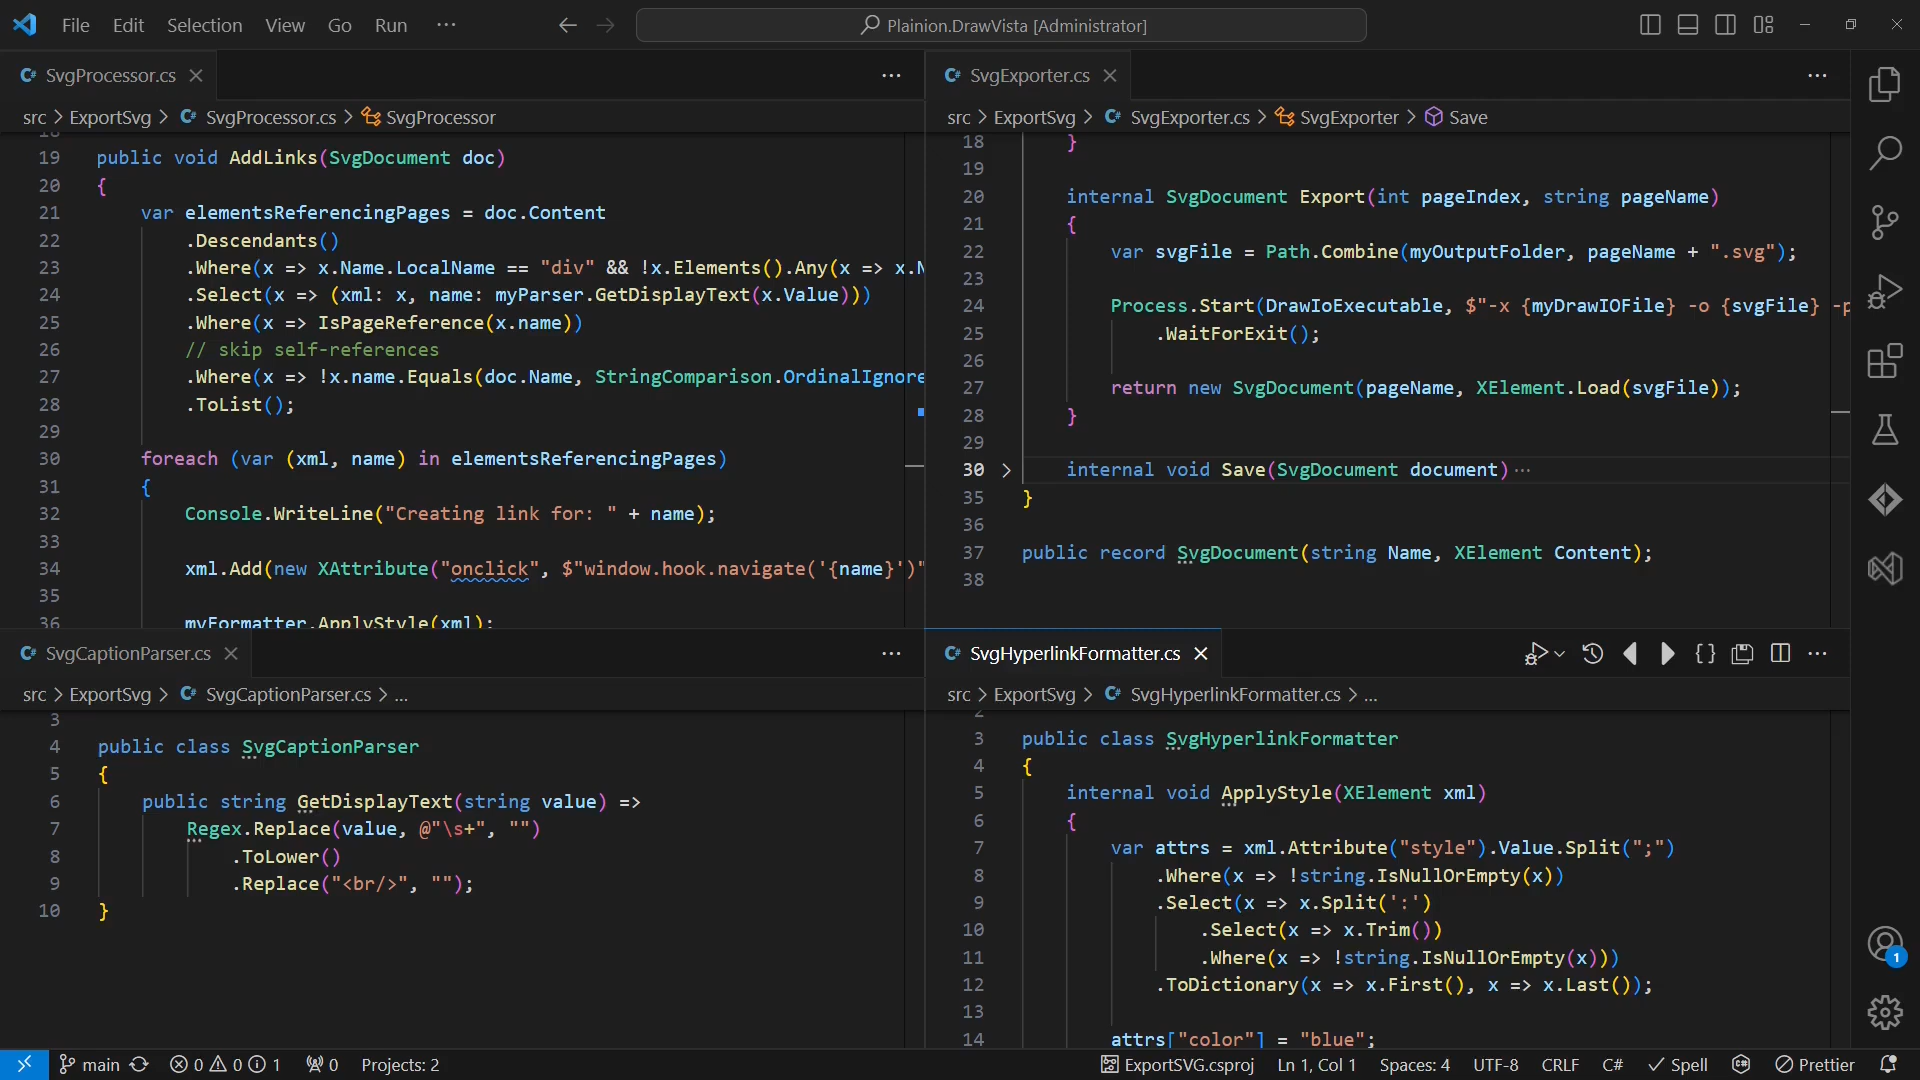 File Edit Selection View Go Run ···
Plainion.DrawVista [Administrator]
SvgProcessor.cs
src > ExportSvg > SvgProcessor.cs > SvgProcessor
19 public void AddLinks(SvgDocument doc)
20 {
21 var elementsReferencingPages = doc.Content
22 .Descendants()
23 .Where(x => x.Name.LocalName == "div" && !x.Elements().Any(x => x.N
24 .Select(x => (xml: x, name: myParser.GetDisplayText(x.Value)))
25 .Where(x => IsPageReference(x.name))
26 // skip self-references
27 .Where(x => !x.name.Equals(doc.Name, StringComparison.OrdinalIgnore
28 .ToList();
29
30 foreach (var (xml, name) in elementsReferencingPages)
31 {
32 Console.WriteLine("Creating link for: " + name);
33
34 xml.Add(new XAttribute("onclick", $"window.hook.navigate('{name}')"
35
36 myFormatter.ApplyStyle(xml);
SvgExporter.cs
src > ExportSvg > SvgExporter.cs > SvgExporter > Save
18 }
19
20 internal SvgDocument Export(int pageIndex, string pageName)
21 {
22 var svgFile = Path.Combine(myOutputFolder, pageName + ".svg");
23
24 Process.Start(DrawIoExecutable, $"-x {myDrawIOFile} -o {svgFile} -p
25 .WaitForExit();
26
27 return new SvgDocument(pageName, XElement.Load(svgFile));
28 }
29
30 internal void Save(SvgDocument document)···
35 }
36
37 public record SvgDocument(string Name, XElement Content);
38
SvgCaptionParser.cs
src > ExportSvg > SvgCaptionParser.cs > ...
3
4 public class SvgCaptionParser
5 {
6 public string GetDisplayText(string value) =>
7 Regex.Replace(value, @"\s+", "")
8 .ToLower()
9 .Replace("<br/>", "");
10 }
SvgHyperlinkFormatter.cs
src > ExportSvg > SvgHyperlinkFormatter.cs > ...
2
3 public class SvgHyperlinkFormatter
4 {
5 internal void ApplyStyle(XElement xml)
6 {
7 var attrs = xml.Attribute("style").Value.Split(";")
8 .Where(x => !string.IsNullOrEmpty(x))
9 .Select(x => x.Split(':')
10 .Select(x => x.Trim())
11 .Where(x => !string.IsNullOrEmpty(x)))
12 .ToDictionary(x => x.First(), x => x.Last());
13
14 attrs["color"] = "blue";
1
main 0 0 1 0 Projects: 2
ExportSVG.csproj Ln 1, Col 1 Spaces: 4 UTF-8 CRLF C# Spell Prettier